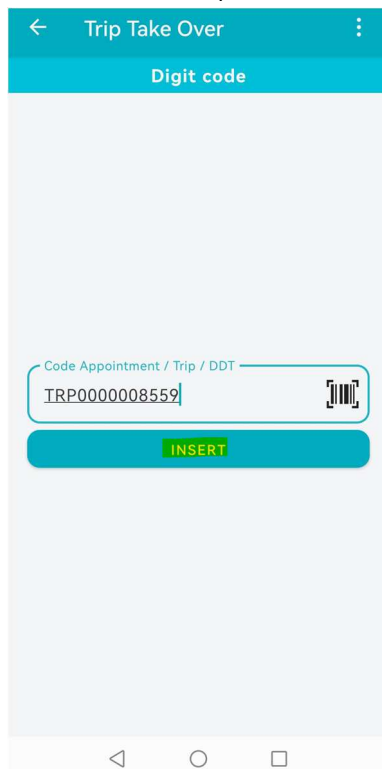 Trip Take Over
Digit code
Code Appointment / Trip / DDT
TRP0000008559
INSERT